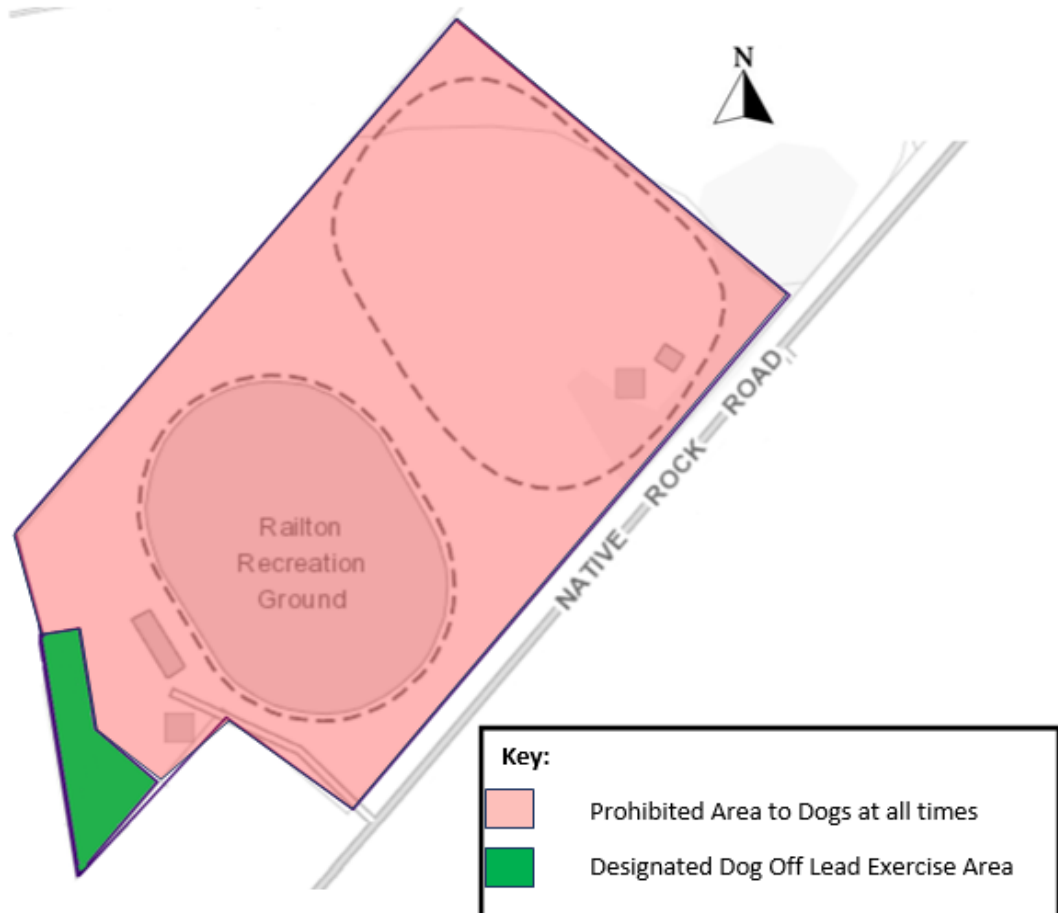 N
Railton
Recreation
Ground
NATIVE ROCK ROAD
Key:
Prohibited Area to Dogs at all times
Designated Dog Off Lead Exercise Area